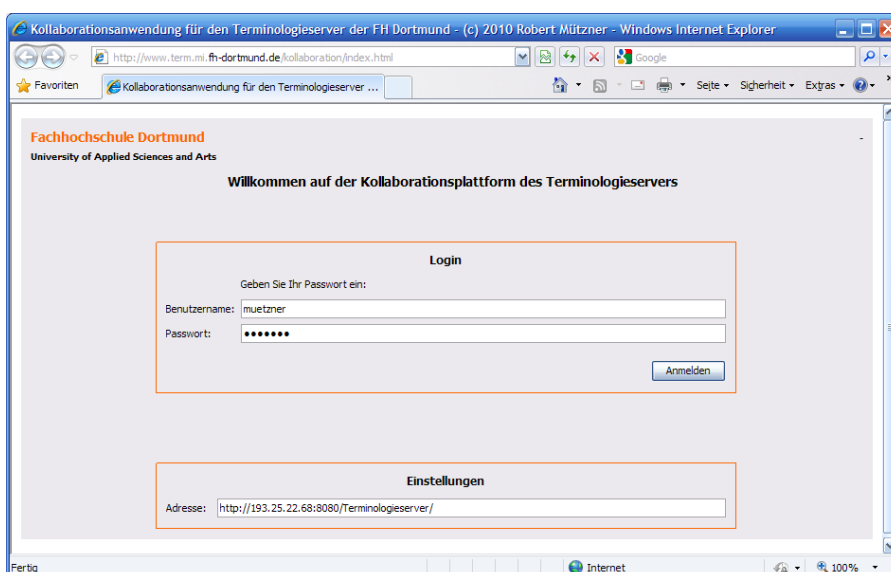 Kollaborationsanwendung für den Terminologieserver der FH Dortmund - (c) 2010 Robert Mützner - Windows Internet Explorer
http://www.term.mi.fh-dortmund.de/kollaboration/index.html
Google
Favoriten
Kollaborationsanwendung für den Terminologieserver ...
Seite
Sicherheit
Extras
Fachhochschule Dortmund
-
University of Applied Sciences and Arts
Willkommen auf der Kollaborationsplattform des Terminologieservers
Login
Geben Sie Ihr Passwort ein:
Benutzername: muetzner
Passwort: •••••••
Anmelden
Einstellungen
Adresse: http://193.25.22.68:8080/Terminologieserver/
Fertig
Internet
100%